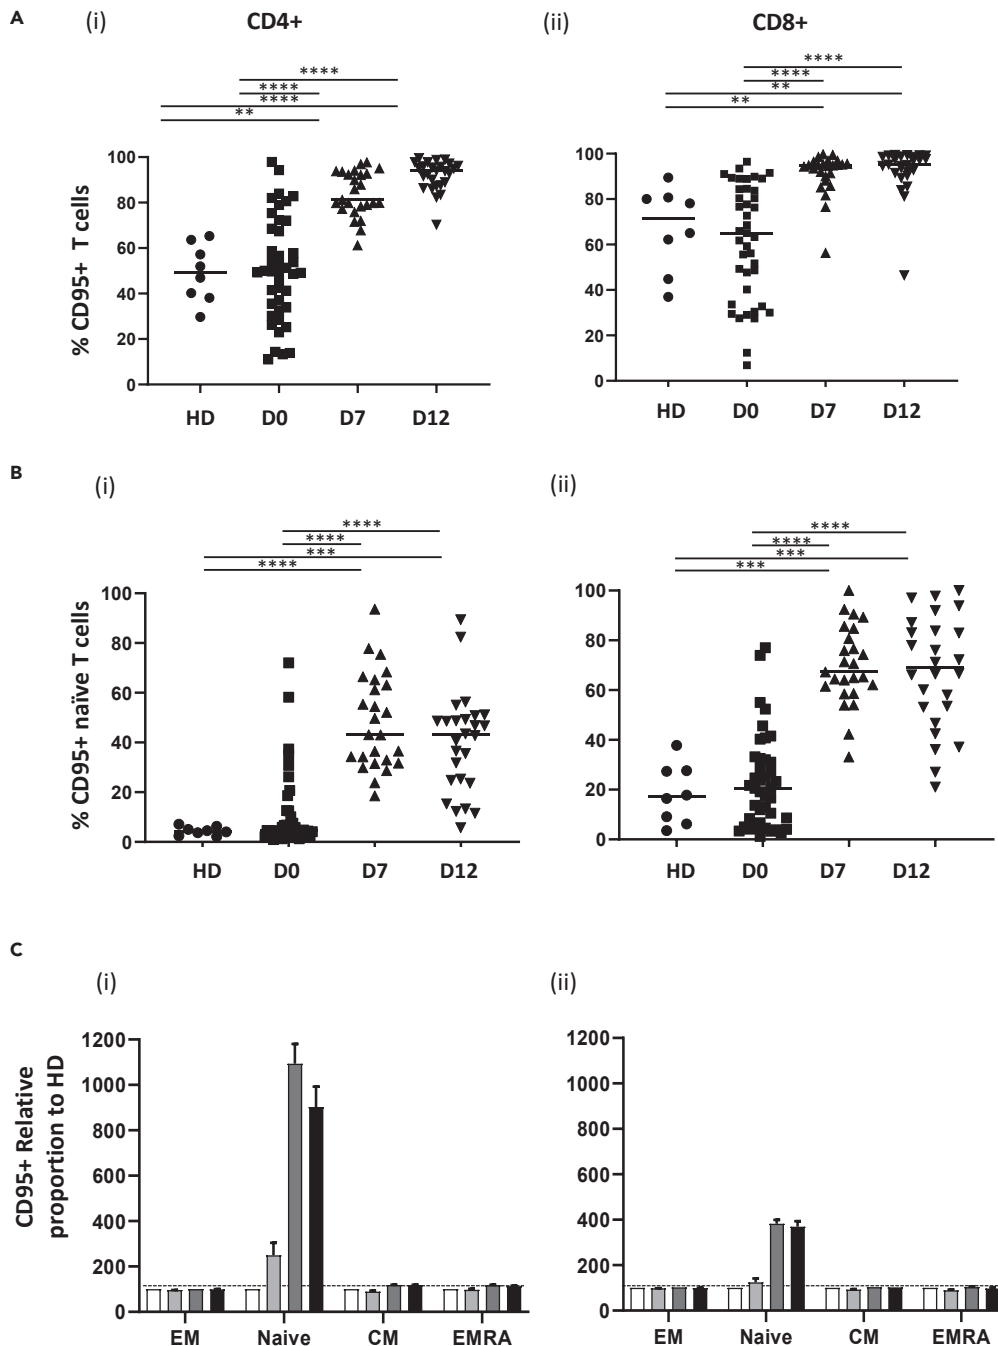 A (i) CD4+ (ii) CD8+
**** ****
**** ****
**** **
** **
% CD95+ T cells
100 100
80 80
60 60
40 40
20 20
0 0
HD D0 D7 D12 HD D0 D7 D12
B (i) (ii)
**** ****
**** ****
*** ***
**** ***
% CD95+ naïve T cells
100 100
80 80
60 60
40 40
20 20
0 0
HD D0 D7 D12 HD D0 D7 D12
C (i) (ii)
CD95+ Relative
proportion to HD
1200 1200
1000 1000
800 800
600 600
400 400
200 200
0 0
EM Naive CM EMRA EM Naive CM EMRA